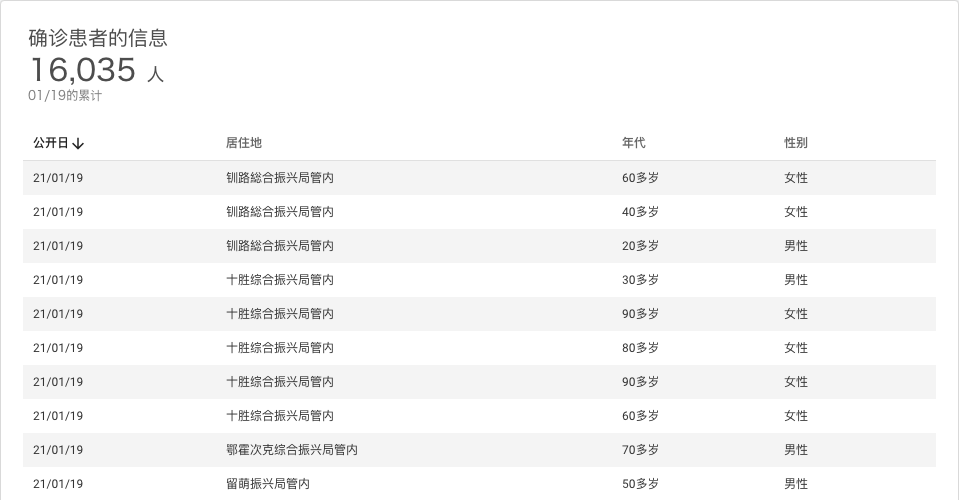 确诊患者的信息
16,035 人
01/19的累计
公开日↓ 居住地 年代 性别
21/01/19 钏路総合振兴局管内 60多岁 女性
21/01/19 钏路総合振兴局管内 40多岁 女性
21/01/19 钏路総合振兴局管内 20多岁 男性
21/01/19 十胜综合振兴局管内 30多岁 男性
21/01/19 十胜综合振兴局管内 90多岁 女性
21/01/19 十胜综合振兴局管内 80多岁 女性
21/01/19 十胜综合振兴局管内 90多岁 女性
21/01/19 十胜综合振兴局管内 60多岁 女性
21/01/19 鄂霍次克综合振兴局管内 70多岁 男性
21/01/19 留萌振兴局管内 50多岁 男性